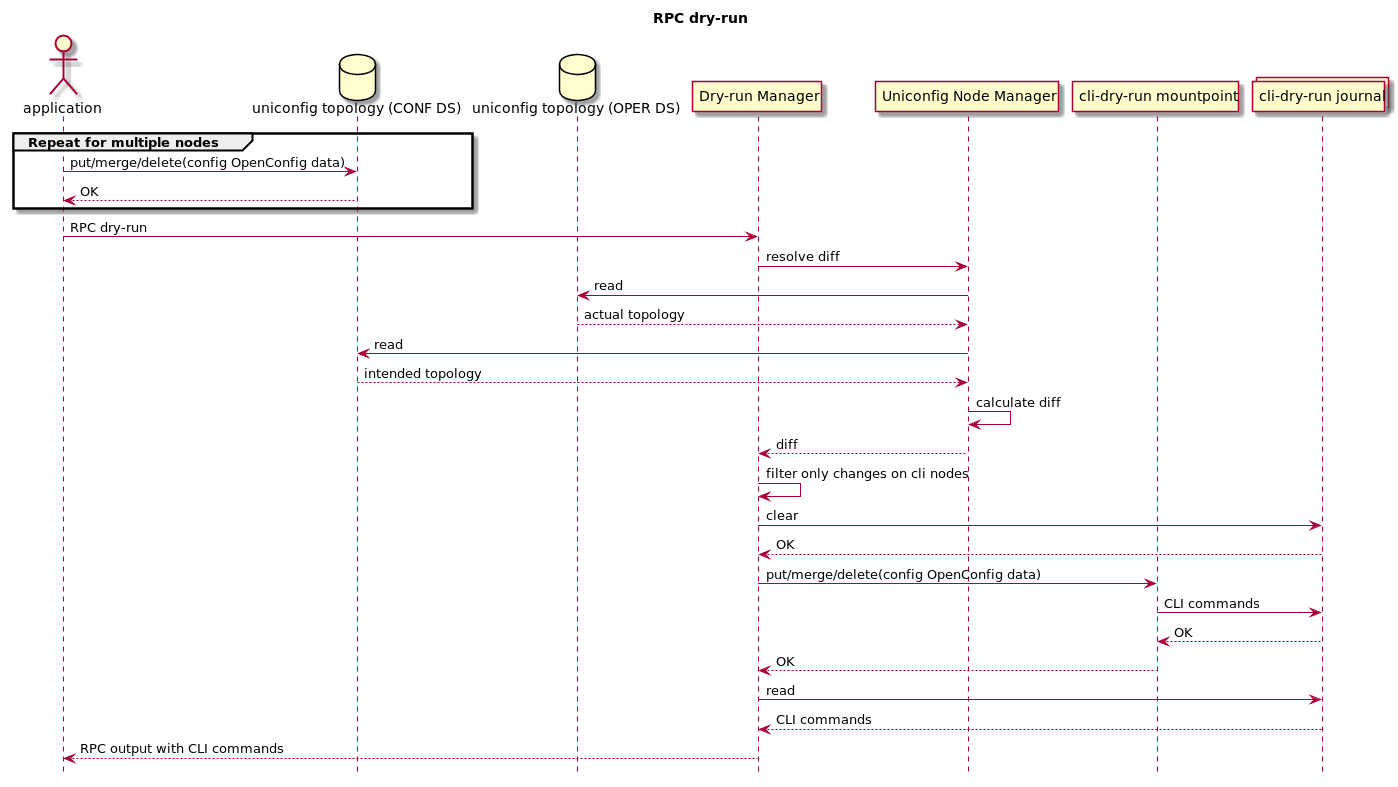 RPC dry-run
application
uniconfig topology (CONF DS)
uniconfig topology (OPER DS)
Dry-run Manager
Uniconfig Node Manager
cli-dry-run mountpoint
cli-dry-run journal
Repeat for multiple nodes
put/merge/delete(config OpenConfig data)
OK
RPC dry-run
resolve diff
read
actual topology
read
intended topology
calculate diff
diff
filter only changes on cli nodes
clear
OK
put/merge/delete(config OpenConfig data)
CLI commands
OK
OK
read
CLI commands
RPC output with CLI commands